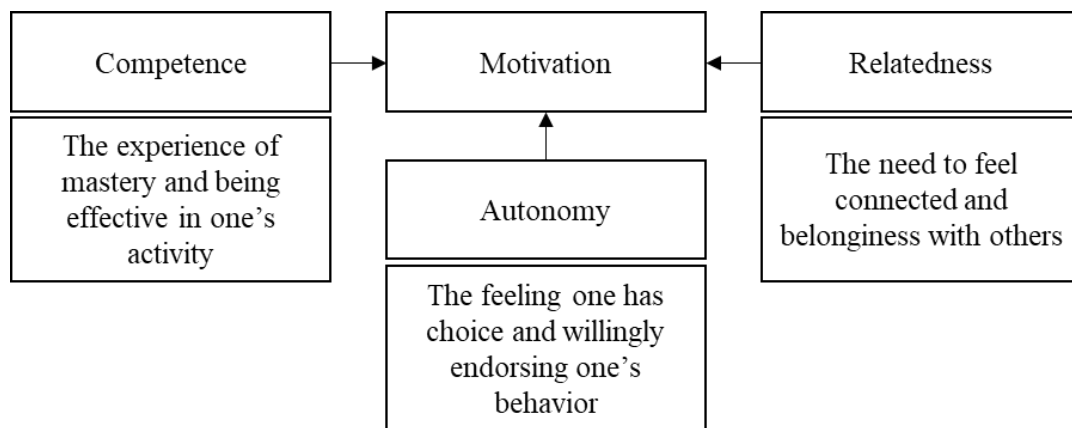 Competence
Motivation
Relatedness
The experience of
mastery and being
effective in one’s
activity
Autonomy
The need to feel
connected and
belonginess with others
The feeling one has
choice and willingly
endorsing one’s
behavior